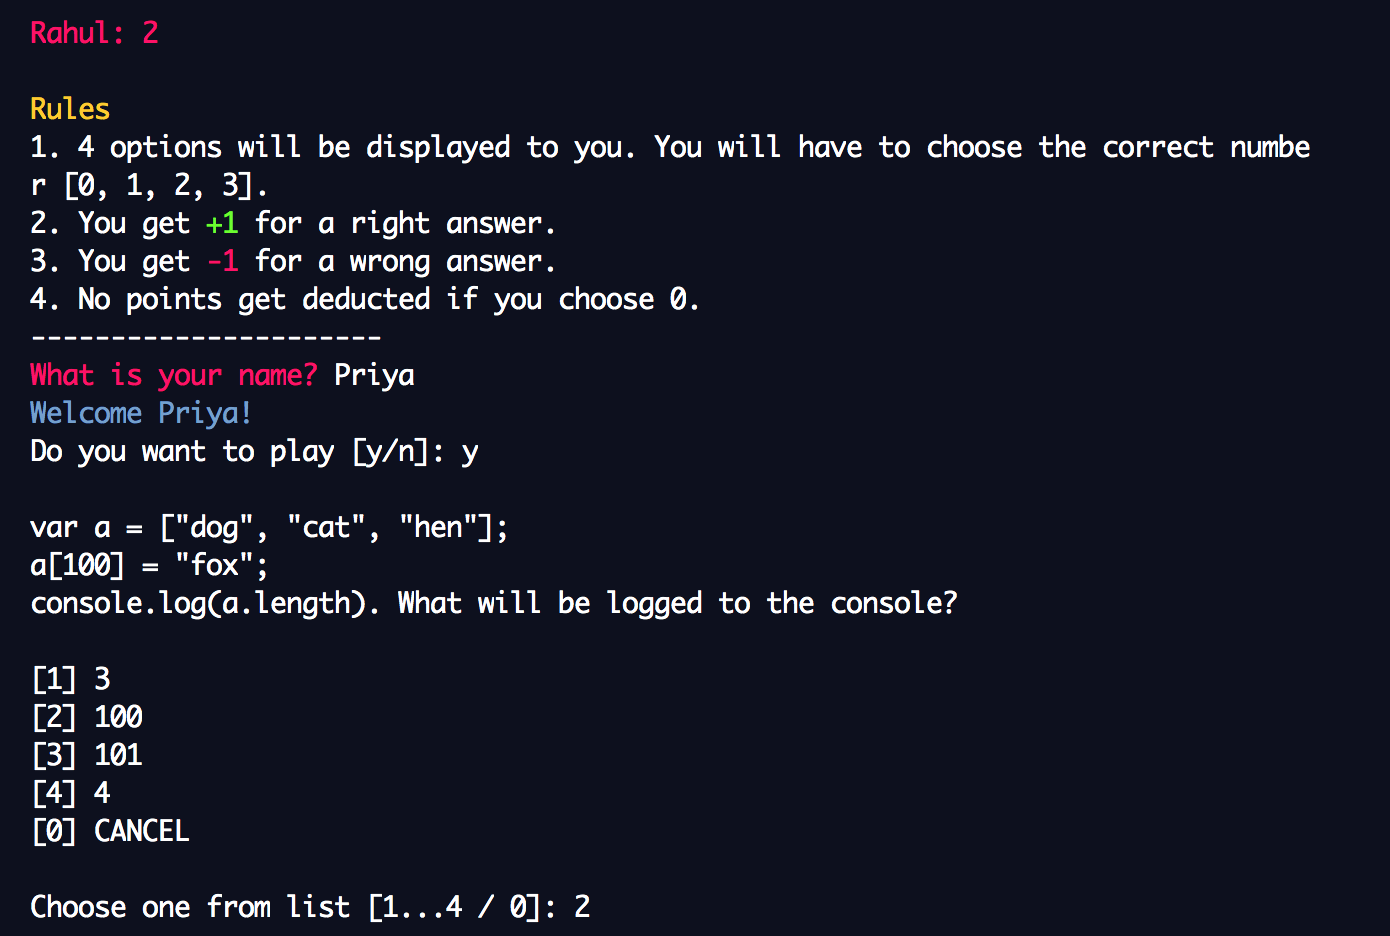 Rahul: 2
Rules
1. 4 options will be displayed to you. You will have to choose the correct numbe
r [0, 1, 2, 3].
2. You get +1 for a right answer.
3. You get -1 for a wrong answer.
4. No points get deducted if you choose 0.
----------------------
What is your name? Priya
Welcome Priya!
Do you want to play [y/n]: y
var a = ["dog", "cat", "hen"];
a[100] = "fox";
console.log(a.length). What will be logged to the console?
[1] 3
[2] 100
[3] 101
[4] 4
[0] CANCEL
Choose one from list [1...4 / 0]: 2